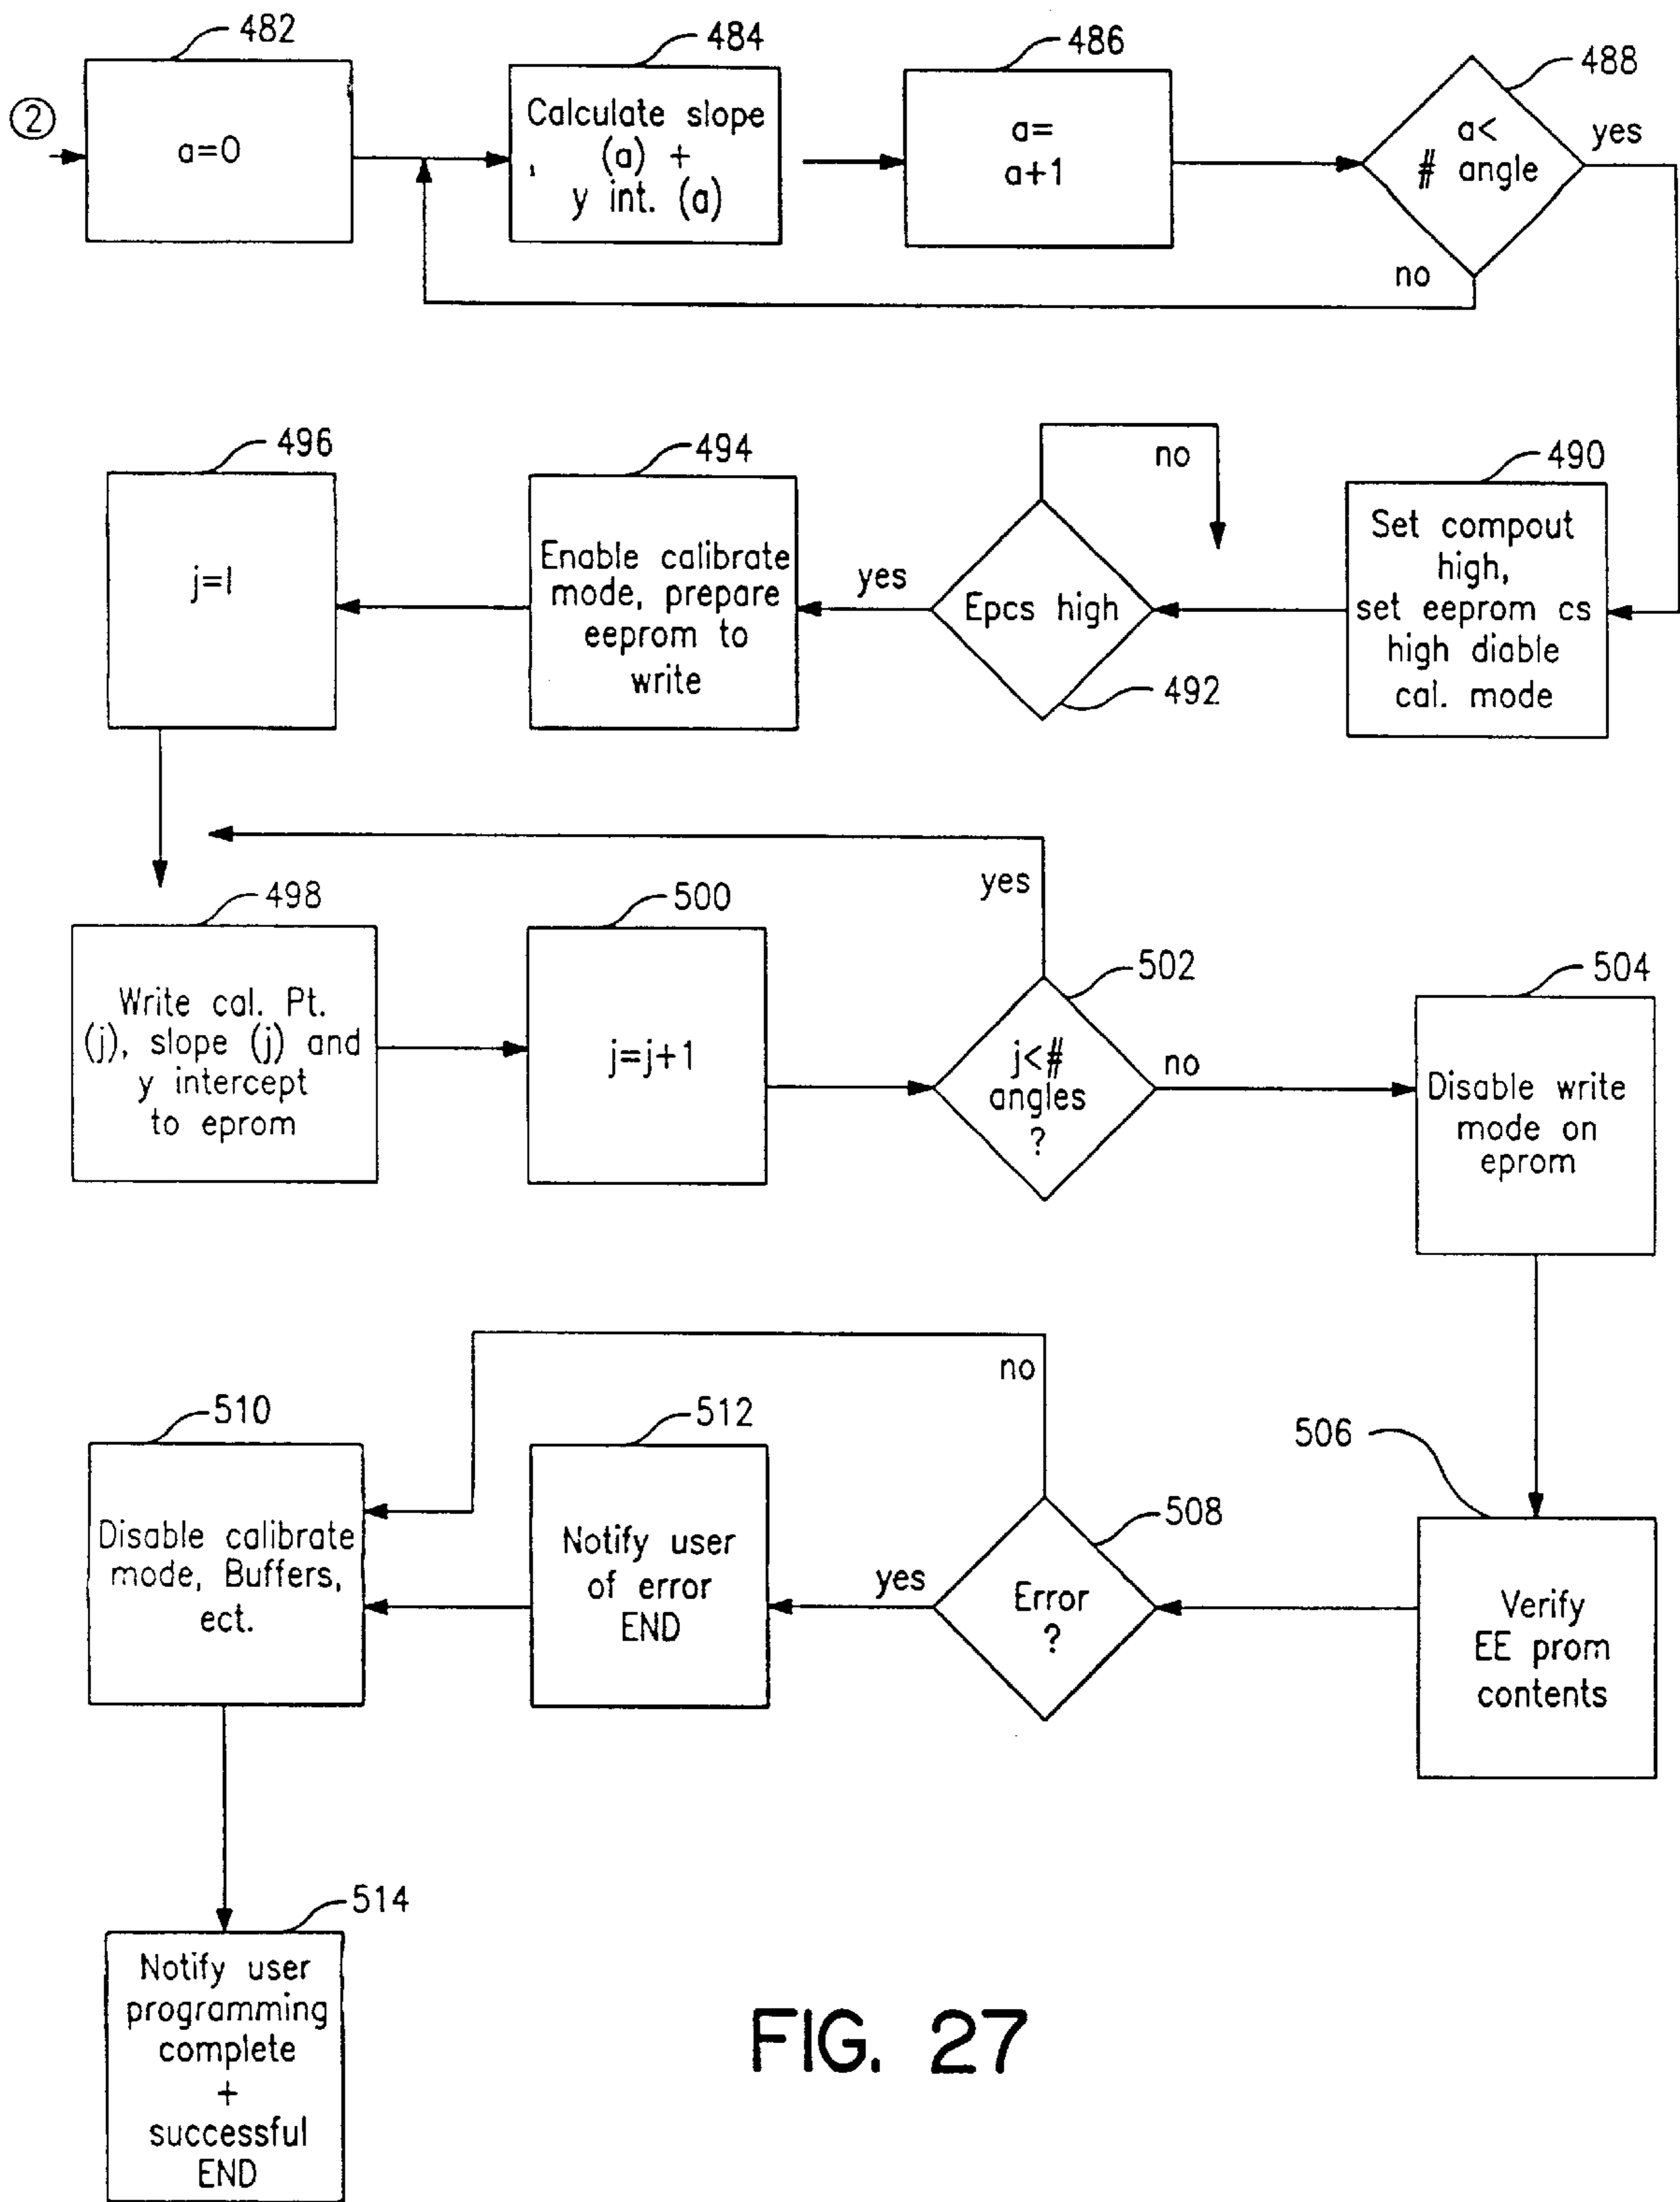 482
②
a=0
484
Calculate slope
(a) +
y int. (a)
486
a=
a+1
488
a<
# angle
yes
no
490
Set compout
high,
set eeprom cs
high diable
cal. mode
no
Epcs high
492
yes
494
Enable calibrate
mode, prepare
eeprom to
write
496
j=1
498
Write cal. Pt.
(j), slope (j) and
y intercept
to eprom
500
j=j+1
yes
502
j<#
angles
?
no
504
Disable write
mode on
eprom
506
Verify
EE prom
contents
508
Error
?
no
yes
512
Notify user
of error
END
510
Disable calibrate
mode, Buffers,
ect.
514
Notify user
programming
complete
+
successful
END
FIG. 27